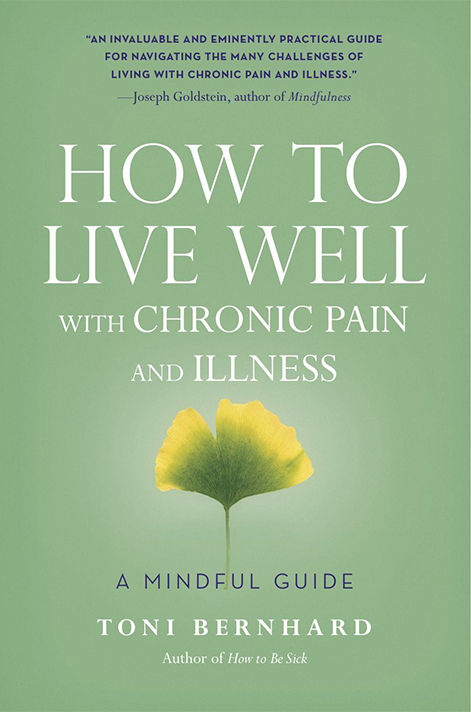 “AN INVALUABLE AND EMINENTLY PRACTICAL GUIDE
FOR NAVIGATING THE MANY CHALLENGES OF
LIVING WITH CHRONIC PAIN AND ILLNESS.”
—Joseph Goldstein, author of Mindfulness
HOW TO
LIVE WELL
WITH CHRONIC PAIN
AND ILLNESS
A MINDFUL GUIDE
TONI BERNHARD
Author of How to Be Sick